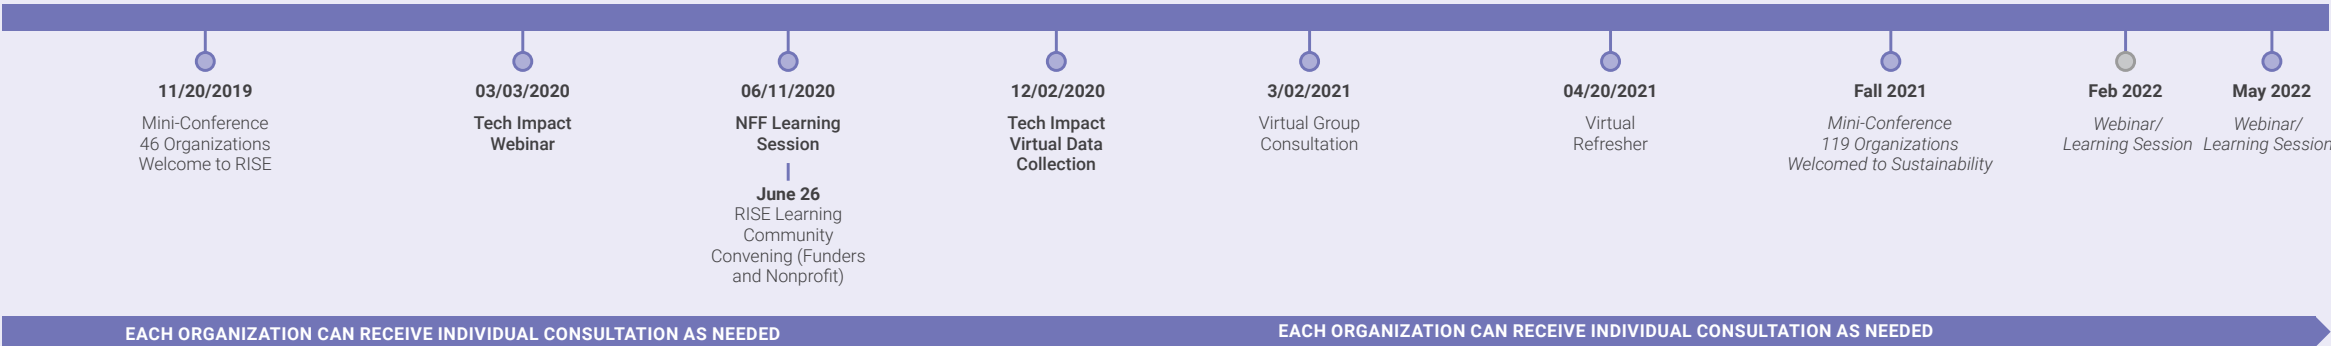 11/20/2019
Mini-Conference
46 Organizations
Welcome to RISE
03/03/2020
Tech Impact
Webinar
06/11/2020
NFF Learning
Session
June 26
RISE Learning
Community
Convening (Funders
and Nonprofit)
12/02/2020
Tech Impact
Virtual Data
Collection
3/02/2021
Virtual Group
Consultation
04/20/2021
Virtual
Refresher
Fall 2021
Mini-Conference
119 Organizations
Welcomed to Sustainability
Feb 2022
Webinar/
Learning Session
May 2022
Webinar/
Learning Session
EACH ORGANIZATION CAN RECEIVE INDIVIDUAL CONSULTATION AS NEEDED
EACH ORGANIZATION CAN RECEIVE INDIVIDUAL CONSULTATION AS NEEDED